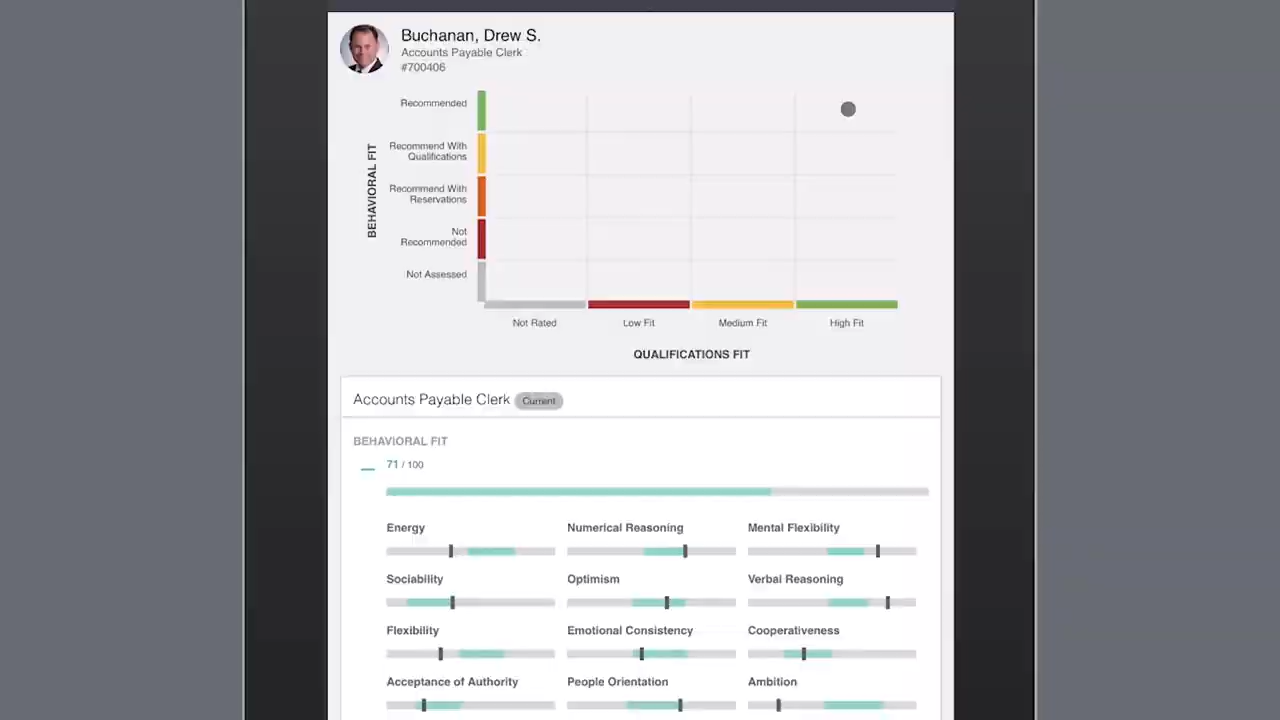 Buchanan, Drew S.
Accounts Payable Clerk
#700406
BEHAVIORAL FIT
Recommended
Recommend With
Qualifications
Recommend With
Reservations
Not
Recommended
Not Assessed
Not Rated
Low Fit
Medium Fit
High Fit
QUALIFICATIONS FIT
Accounts Payable Clerk Current
BEHAVIORAL FIT
71 / 100
Energy
Numerical Reasoning
Mental Flexibility
Sociability
Optimism
Verbal Reasoning
Flexibility
Emotional Consistency
Cooperativeness
Acceptance of Authority
People Orientation
Ambition